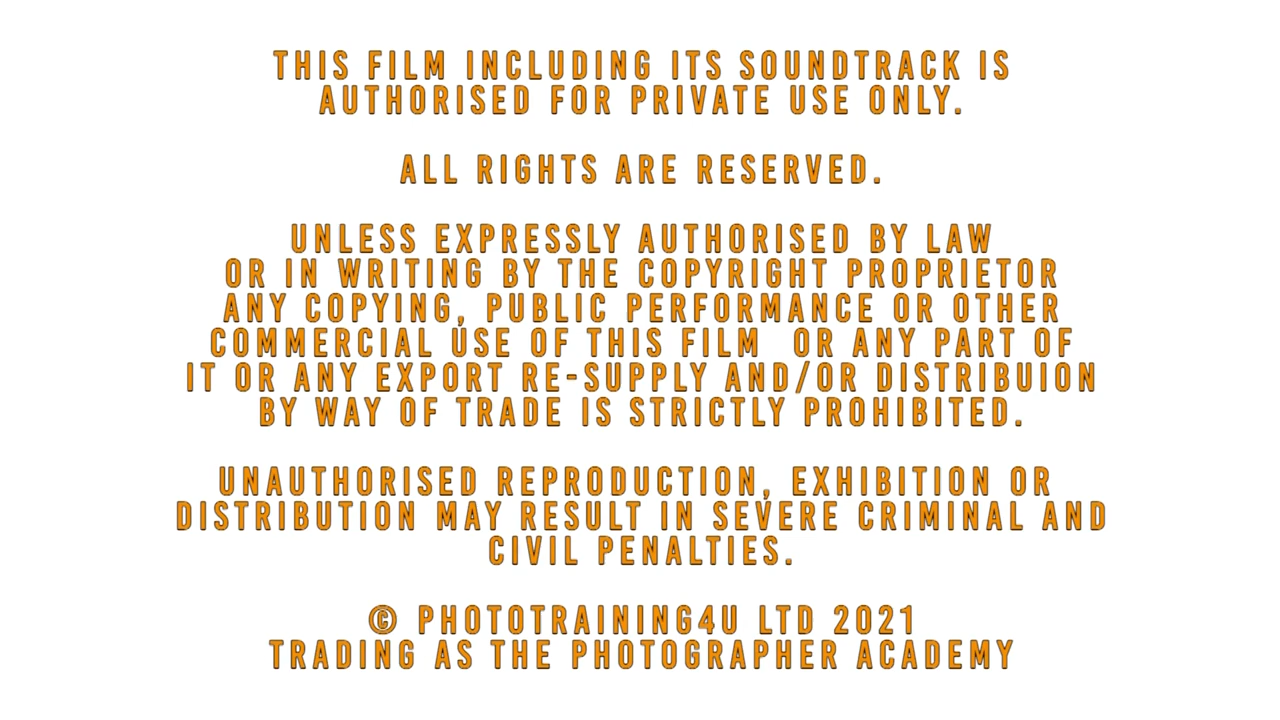 THIS FILM INCLUDING ITS SOUNDTRACK IS
AUTHORISED FOR PRIVATE USE ONLY.
ALL RIGHTS ARE RESERVED.
UNLESS EXPRESSLY AUTHORISED BY LAW
OR IN WRITING BY THE COPYRIGHT PROPRIETOR
ANY COPYING, PUBLIC PERFORMANCE OR OTHER
COMMERCIAL USE OF THIS FILM  OR ANY PART OF
IT OR ANY EXPORT RE-SUPPLY AND/OR DISTRIBUION
BY WAY OF TRADE IS STRICTLY PROHIBITED.
UNAUTHORISED REPRODUCTION, EXHIBITION OR
DISTRIBUTION MAY RESULT IN SEVERE CRIMINAL AND
CIVIL PENALTIES.
© PHOTOTRAINING4U LTD 2021
TRADING AS THE PHOTOGRAPHER ACADEMY